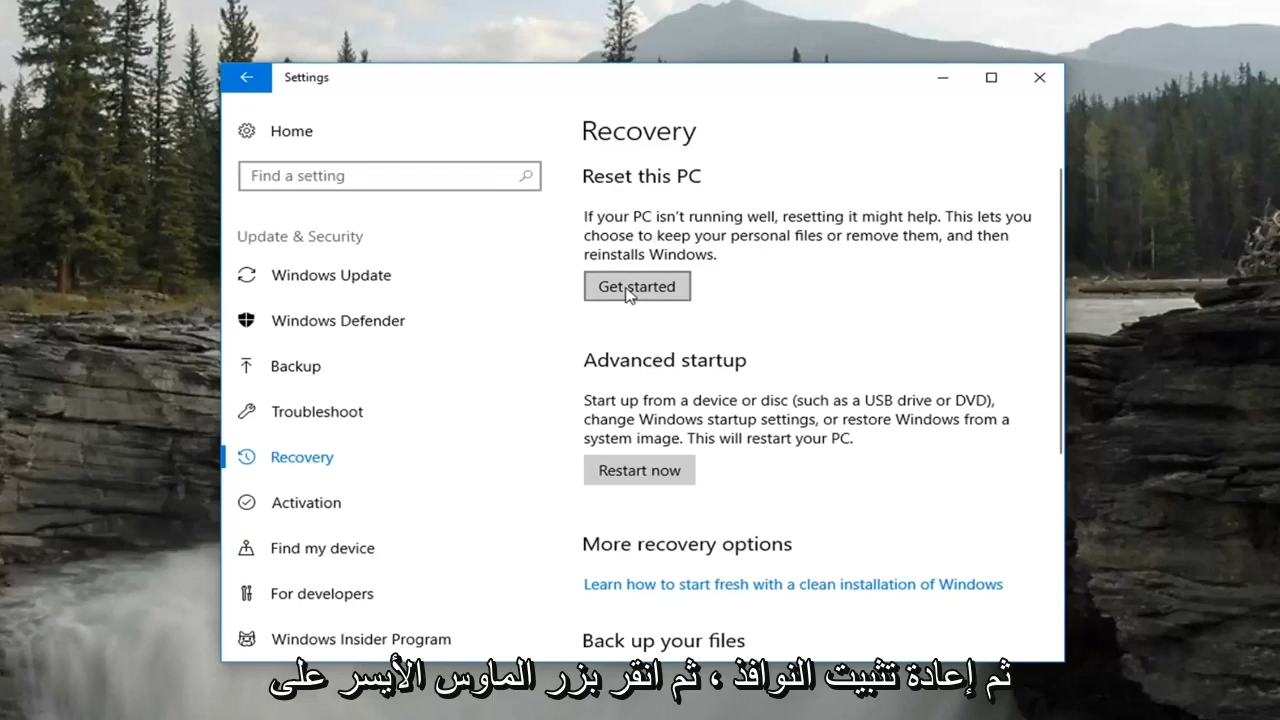 Settings
Home
Find a setting
Update & Security
Windows Update
Windows Defender
Backup
Troubleshoot
Recovery
Activation
Find my device
For developers
Windows Insider Program
Recovery
Reset this PC
If your PC isn't running well, resetting it might help. This lets you
choose to keep your personal files or remove them, and then
reinstalls Windows.
Get started
Advanced startup
Start up from a device or disc (such as a USB drive or DVD),
change Windows startup settings, or restore Windows from a
system image. This will restart your PC.
Restart now
More recovery options
Learn how to start fresh with a clean installation of Windows
Back up your files
ثم إعادة تثبيت النوافذ ، ثم انقر بزر الماوس الأيسر على